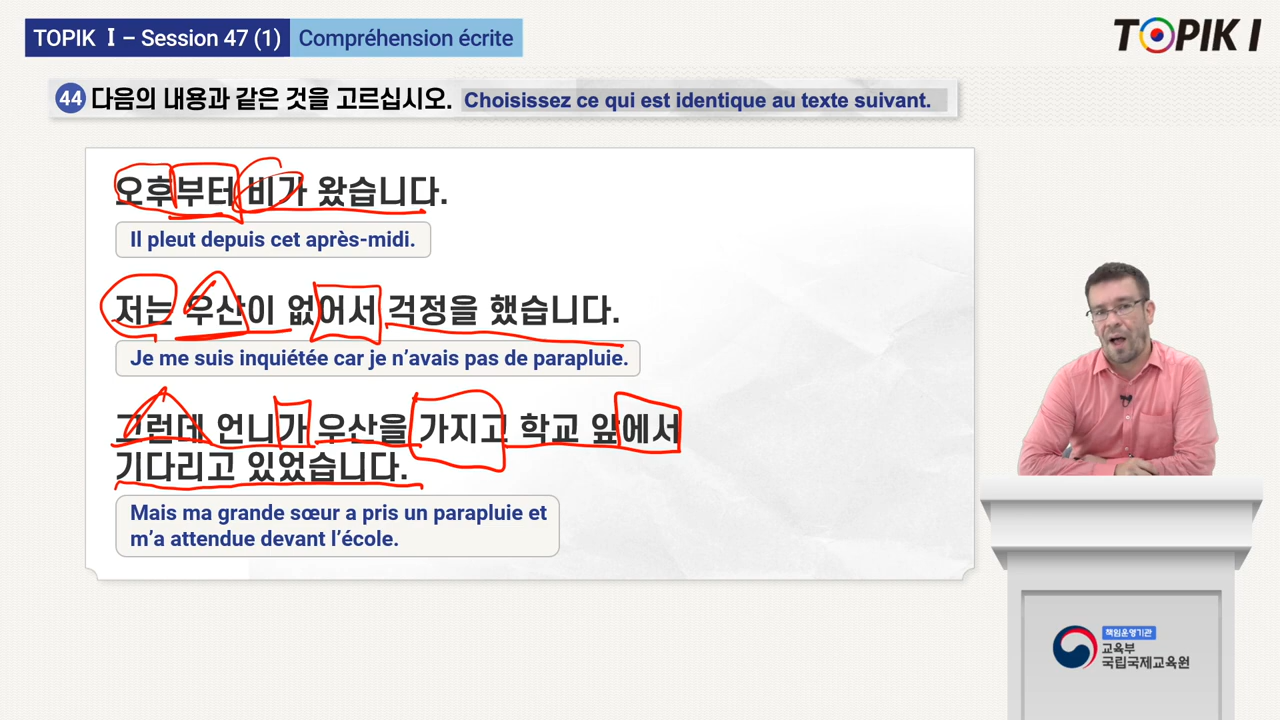 TOPIK Ⅰ – Session 47 (1) Compréhension écrite
TOPIK I
44 다음의 내용과 같은 것을 고르십시오. Choisissez ce qui est identique au texte suivant.
오후부터 비가 왔습니다.
Il pleut depuis cet après-midi.
저는 우산이 없어서 걱정을 했습니다.
Je me suis inquiétée car je n’avais pas de parapluie.
그런데 언니가 우산을 가지고 학교 앞에서
기다리고 있었습니다.
Mais ma grande sœur a pris un parapluie et
m’a attendue devant l’école.
책임운영기관
교육부
국립국제교육원